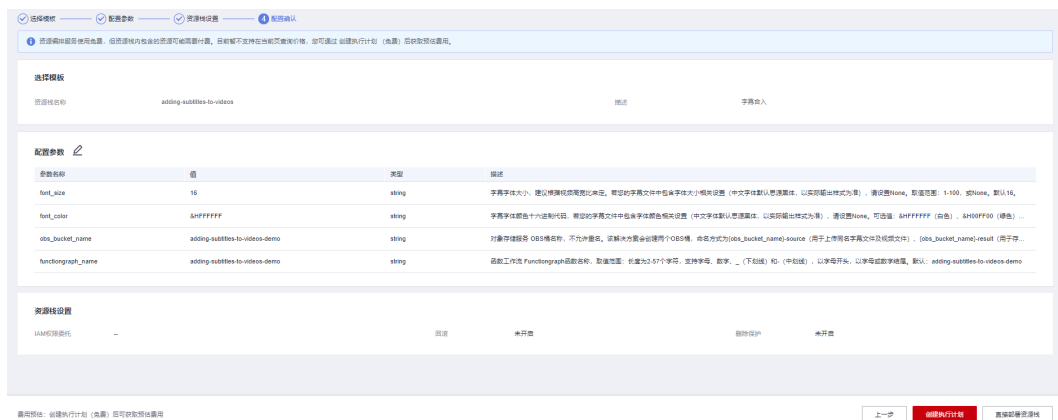 选择模板 配置参数 资源栈设置 4 配置确认
资源编排服务使用免费，但资源栈内包含的资源可能需要付费。目前暂不支持在当前页查询价格，您可通过 创建执行计划 （免费）后获取预估费用。
选择模板
资源栈名称 adding-subtitles-to-videos 描述 字幕嵌入
配置参数
参数名称 值 类型 描述
font_size 16 string 字幕字体大小，建议根据视频高宽比来定。若您的字幕文件中包含字体大小相关设置（中文字体默认思源黑体，以实际输出样式为准），请设置None。取值范围：1-100，或None。默认16。
font_color &HFFFFFF string 字幕字体颜色十六进制代码，若您的字幕文件中包含字体颜色相关设置（中文字体默认思源黑体，以实际输出样式为准），请设置None。可选值：&HFFFFFF（白色），&H00FF00（绿色）...
obs_bucket_name adding-subtitles-to-videos-demo string 对象存储服务 OBS桶名称，不允许重名。该解决方案会创建两个OBS桶，命名方式为{obs_bucket_name}-source（用于上传同名字幕文件及视频文件），{obs_bucket_name}-result（用于存...
functiongraph_name adding-subtitles-to-videos-demo string 函数工作流 Functiongraph函数名称，取值范围：长度为2-57个字符，支持字母、数字、_（下划线）和-（中划线），以字母开头，以字母或数字结尾。默认：adding-subtitles-to-videos-demo
资源栈设置
IAM权限委托 -- 回滚 未开启 删除保护 未开启
费用预估：创建执行计划（免费）后可获取预估费用 上一步 创建执行计划 直接部署资源栈